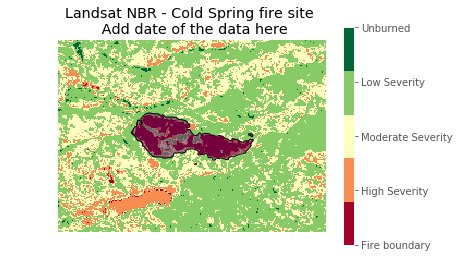 Landsat NBR - Cold Spring fire site
Add date of the data here
Unburned
Low Severity
Moderate Severity
High Severity
Fire boundary